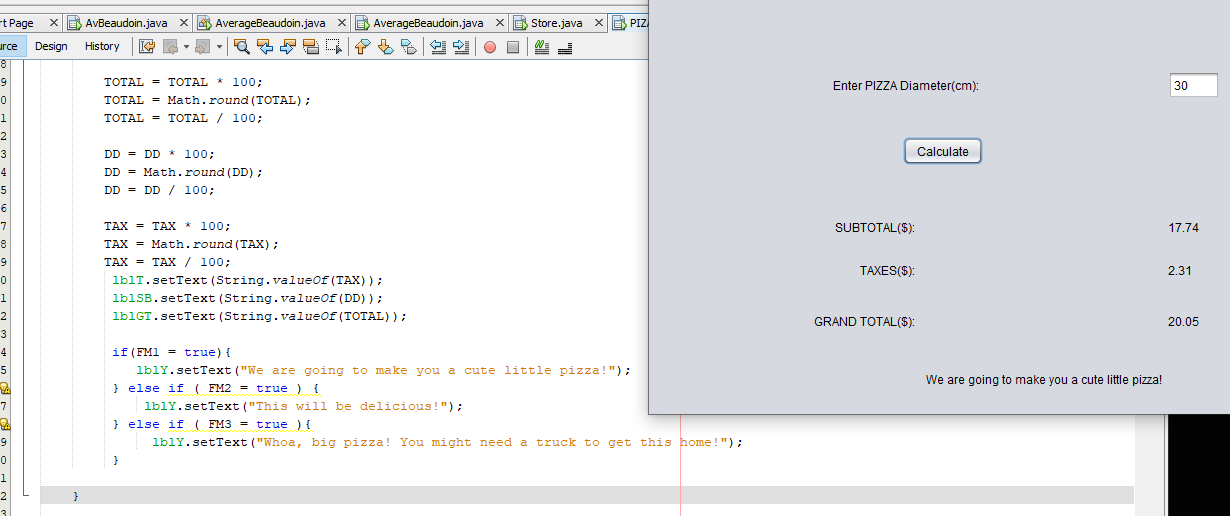 rt Page AvBeaudoin.java AverageBeaudoin.java AverageBeaudoin.java Store.java PIZ
urce Design History
8
9 TOTAL = TOTAL * 100;
0 TOTAL = Math.round(TOTAL);
1 TOTAL = TOTAL / 100;
2
3 DD = DD * 100;
4 DD = Math.round(DD);
5 DD = DD / 100;
6
7 TAX = TAX * 100;
8 TAX = Math.round(TAX);
9 TAX = TAX / 100;
0 lblT.setText(String.valueOf(TAX));
1 lblSB.setText(String.valueOf(DD));
2 lblGT.setText(String.valueOf(TOTAL));
3
4 if(FM1 = true){
5 lblY.setText("We are going to make you a cute little pizza!");
} else if ( FM2 = true ) {
7 lblY.setText("This will be delicious!");
} else if ( FM3 = true ){
9 lblY.setText("Whoa, big pizza! You might need a truck to get this home!");
0 }
1
2 }
3
Enter PIZZA Diameter(cm): 30
Calculate
SUBTOTAL($): 17.74
TAXES($): 2.31
GRAND TOTAL($): 20.05
We are going to make you a cute little pizza!